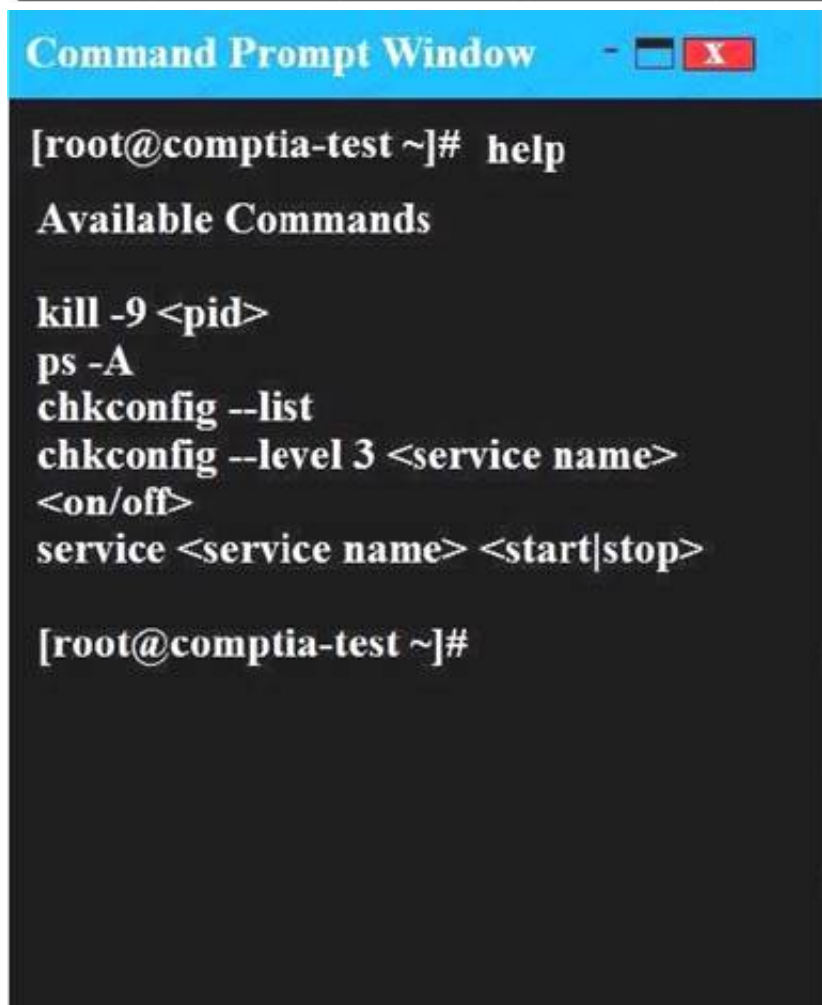 Command Prompt Window - X
[root@comptia-test ~]# help
Available Commands
kill -9 <pid>
ps -A
chkconfig --list
chkconfig --level 3 <service name>
<on/off>
service <service name> <start|stop>
[root@comptia-test ~]#